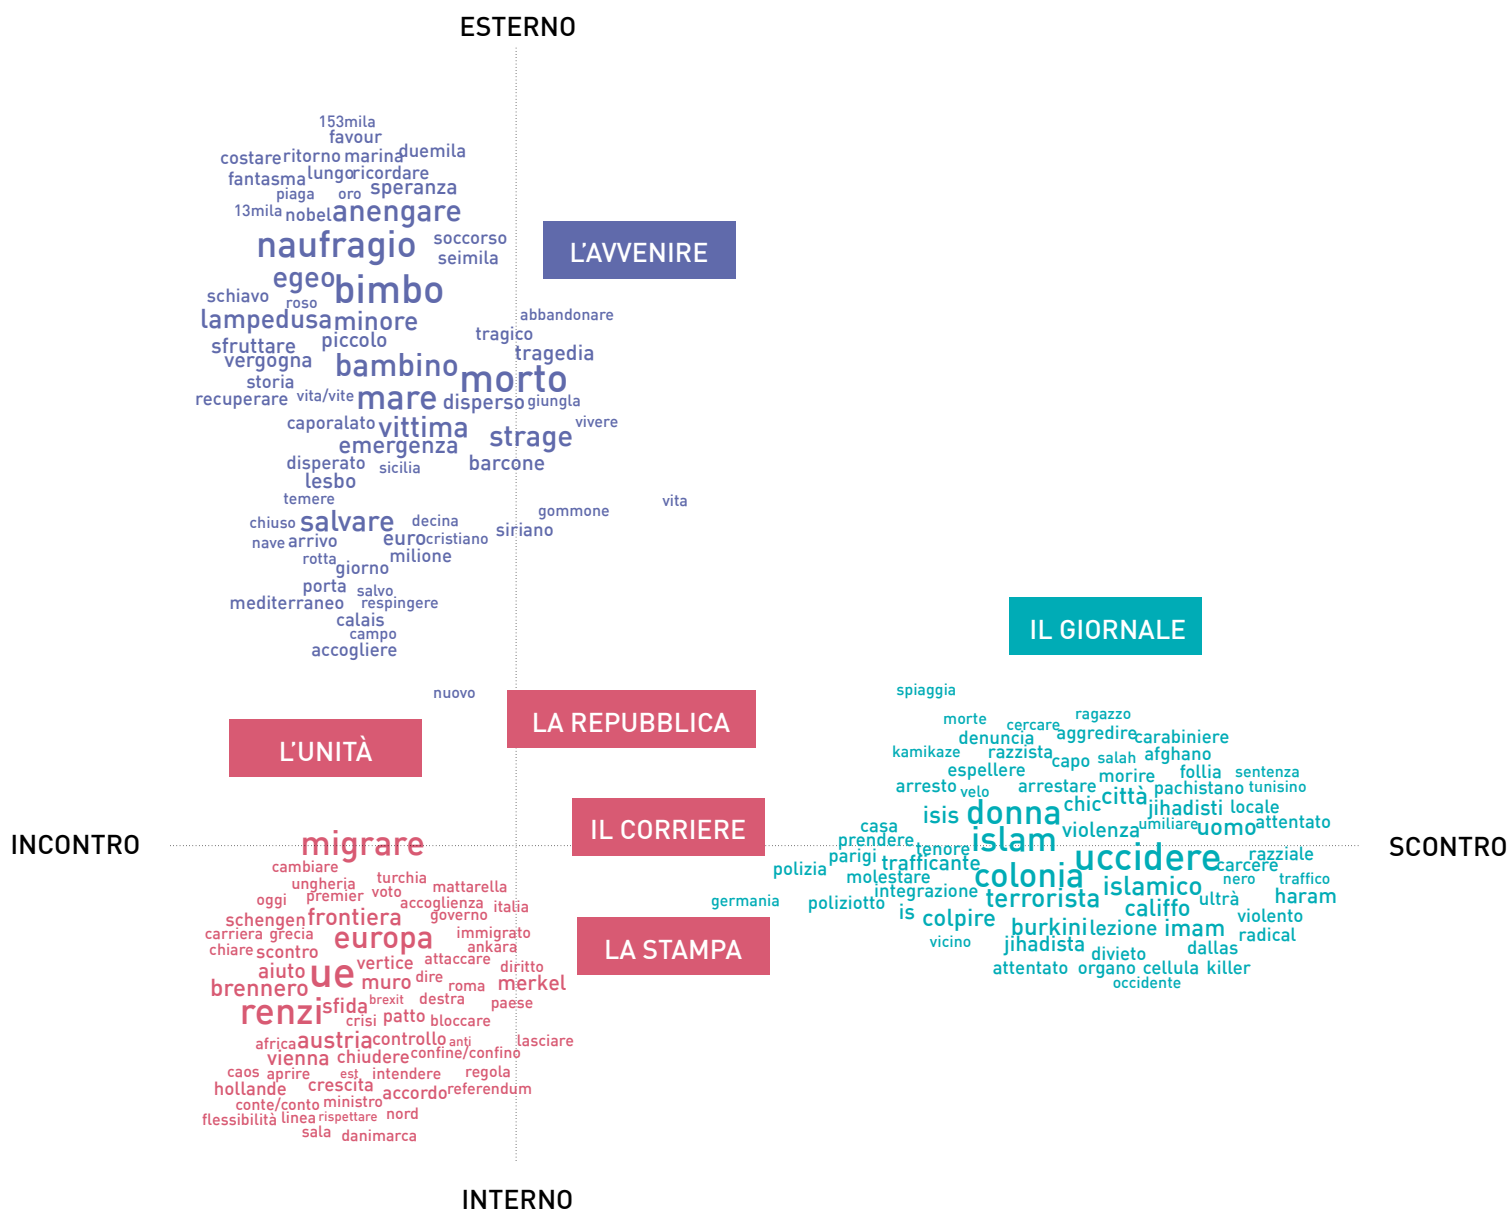 ESTERNO
153mila
favour
costare ritorno marina duemila
fantasma lungo ricordare
piaga oro speranza
13mila nobel anengare
naufragio soccorso
seimila
L'AVVENIRE
egeo bimbo
schiavo roso
lampedusa minore abbandonare
sfruttare piccolo tragico
vergogna bambino tragedia
storia morto
recuperare vita/vite mare disperso giungla
caporalato vittima vivere
emergenza strage
disperato sicilia barcone
lesbo
temere vita
chiuso salvare decina gommone
nave arrivo euro cristiano siriano
rotta milione
giorno
porta salvo
mediterraneo respingere
calais
campo
accogliere
nuovo
IL GIORNALE
LA REPUBBLICA
L'UNITÀ
IL CORRIERE
LA STAMPA
INCONTRO
SCONTRO
spiaggia
morte cercare ragazzo
denuncia aggredire carabiniere
kamikaze razzista capo salah afghano
espellere morire follia sentenza
arresto velo arrestare pachistano tunisino
isis donna chic città jihadisti locale
casa islam violenza umiliare uomo attentato
prendere tenore
parigi trafficante uccidere carcere razziale
polizia molestare colonia nero traffico
integrazione terrorista islamico ultrà haram
germania poliziotto is colpire califfo violento
burkini lezione imam radical
vicino jihadista divieto dallas
attentato organo cellula killer
occidente
migrare
cambiare
ungheria turchia
oggi premier voto mattarella
accoglienza italia
schengen frontiera governo
carriera grecia europa immigrato
chiare scontro ankara
aiuto ue vertice attaccare diritto
brennero muro dire roma merkel
renzi sfida brexit destra paese
crisi patto bloccare
africa austria controllo anti lasciare
vienna chiudere confine/confino
caos aprire est intendere regola
hollande crescita accordo referendum
conte/conto ministro
flessibilità linea rispettare nord
sala danimarca
INTERNO